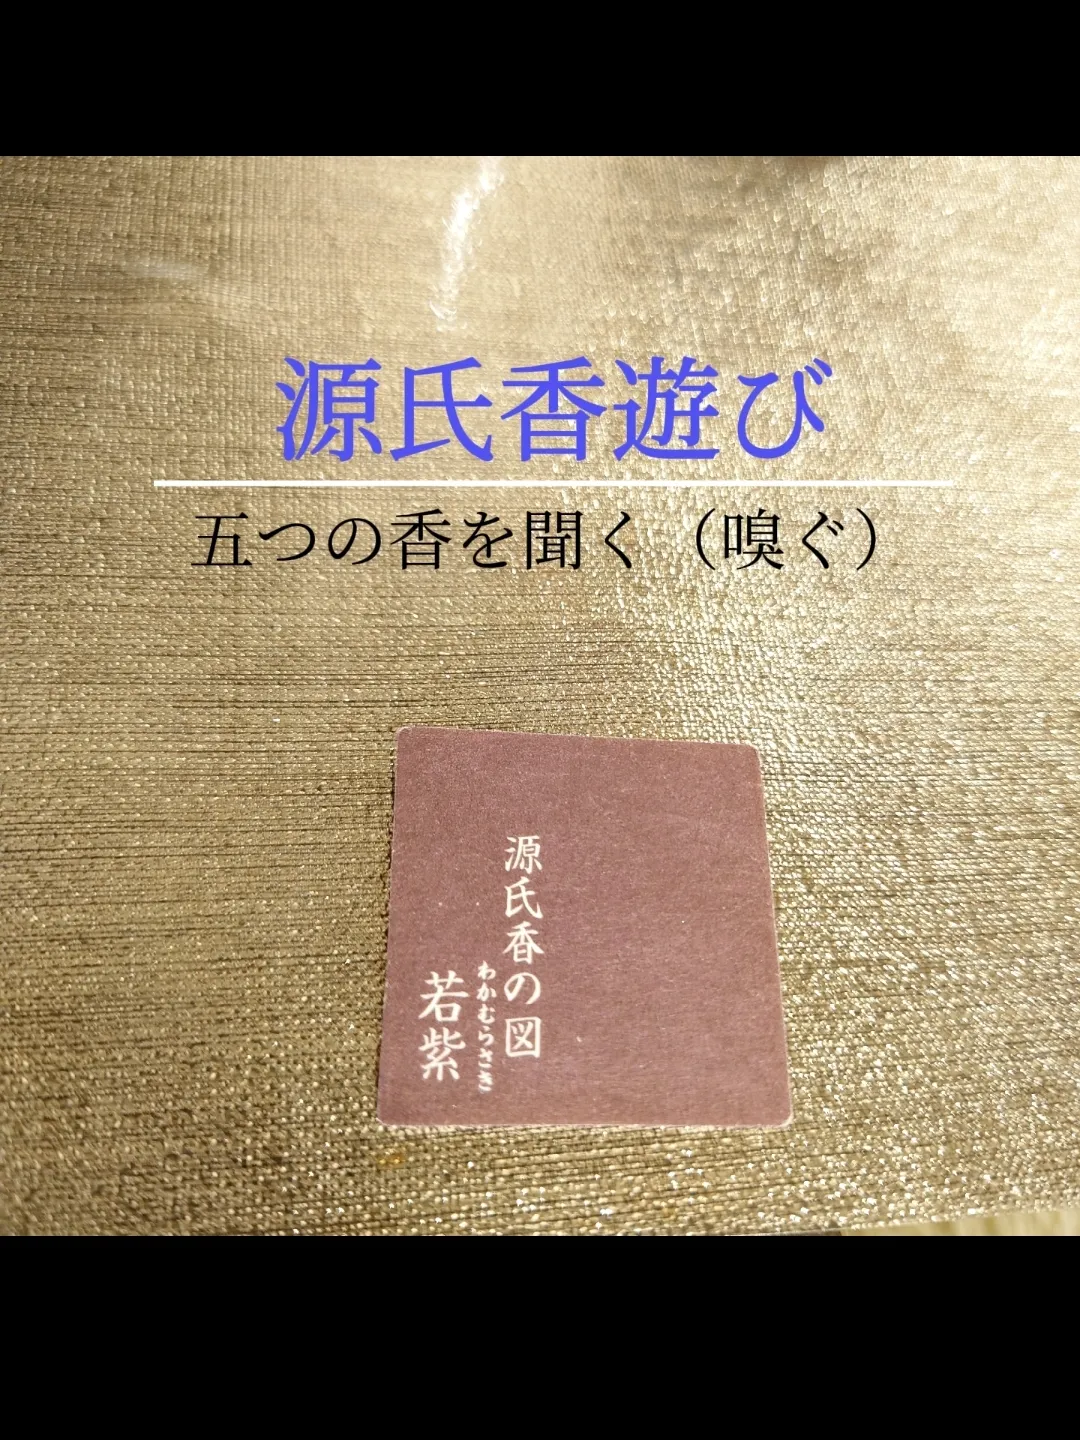 源氏香遊び
五つの香を聞く（嗅ぐ）
源氏香の図
わかむらさき
若紫